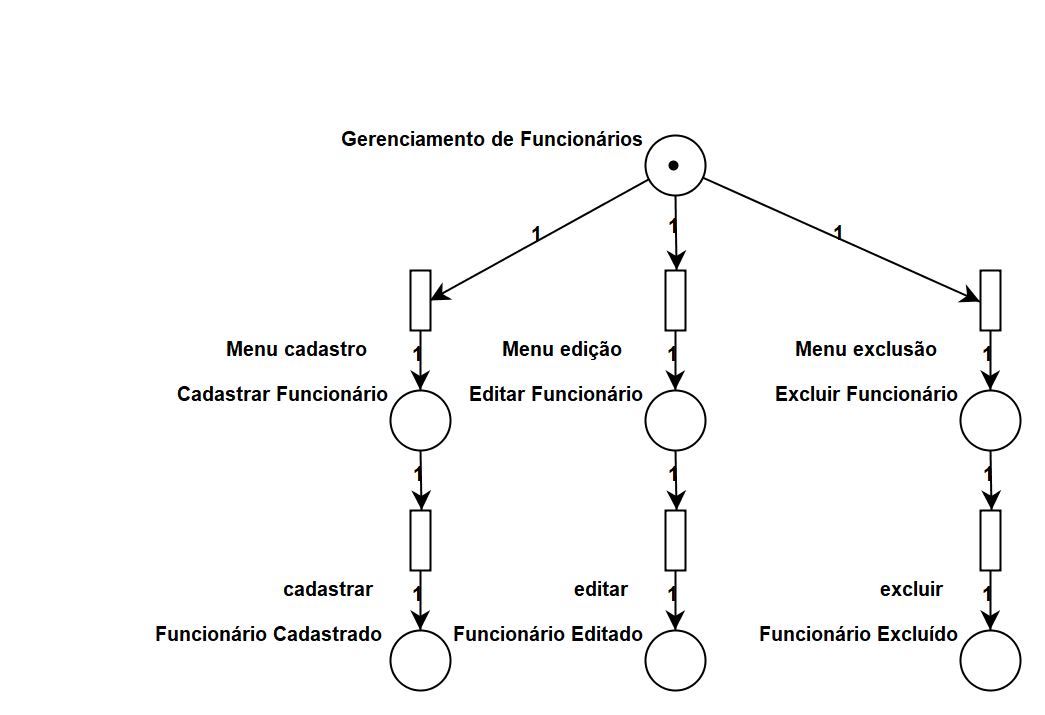 Gerenciamento de Funcionários
1 1 1
Menu cadastro Menu edição Menu exclusão
1 1 1
Cadastrar Funcionário Editar Funcionário Excluir Funcionário
1 1 1
cadastrar editar excluir
1 1 1
Funcionário Cadastrado Funcionário Editado Funcionário Excluído